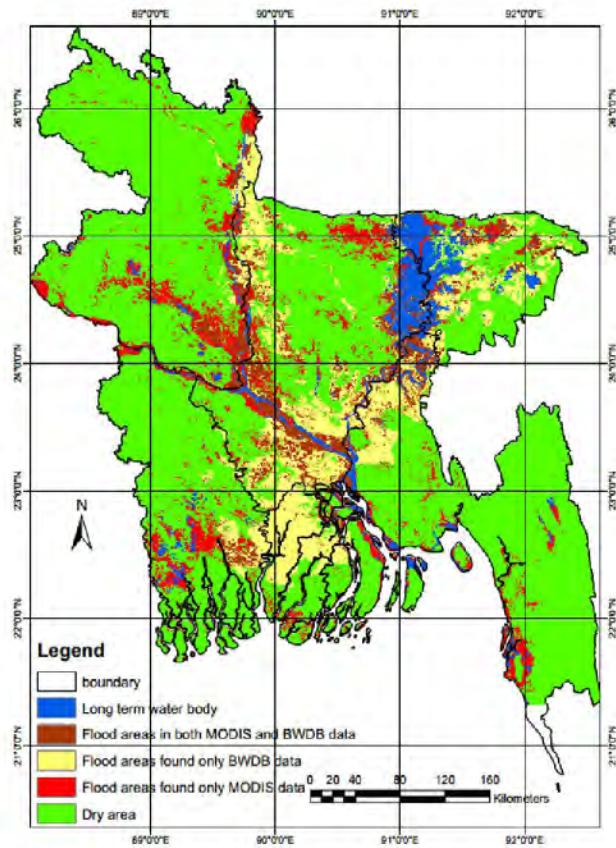 89°0'0"E 90°0'0"E 91°0'0"E 92°0'0"E
26°0'0"N 26°0'0"N
25°0'0"N 25°0'0"N
24°0'0"N 24°0'0"N
23°0'0"N 23°0'0"N
N
22°0'0"N 22°0'0"N
Legend
boundary
Long term water body
Flood areas in both MODIS and BWDB data
21°0'0"N 21°0'0"N
Flood areas found only BWDB data
Flood areas found only MODIS data
0 20 40 80 120 160
Kilometers
Dry area
89°0'0"E 90°0'0"E 91°0'0"E 92°0'0"E